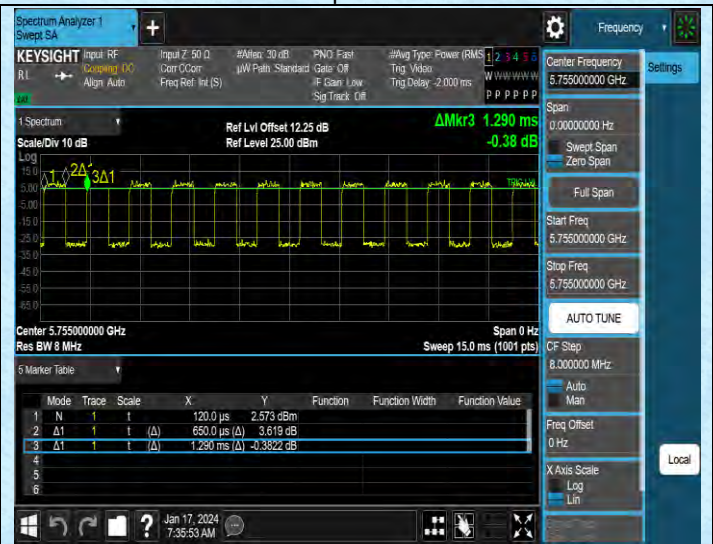 Spectrum Analyzer 1
Swept SA
+
Frequency
KEYSIGHT
Input: RF
Coupling: DC
Align: Auto
RL
Input Z: 50 Ω
Corr CCorr
Freq Ref: Int (S)
#Atten: 30 dB
µW Path: Standard
PNO: Fast
Gate: Off
IF Gain: Low
Sig Track: Off
#Avg Type: Power (RMS
Trig: Video
Trig Delay: -2.000 ms
1 2 3 4 5 6
W W W W W W
P P P P P P
Center Frequency
5.755000000 GHz
Settings
Span
0.00000000 Hz
Swept Span
Zero Span
Full Span
Start Freq
5.755000000 GHz
Stop Freq
5.755000000 GHz
AUTO TUNE
CF Step
8.000000 MHz
Auto
Man
Freq Offset
0 Hz
X Axis Scale
Log
Lin
Local
1 Spectrum
Scale/Div 10 dB
Ref Lvl Offset 12.25 dB
Ref Level 25.00 dBm
ΔMkr3 1.290 ms
-0.38 dB
Log
15.0
5.00
-5.00
-15.0
-25.0
-35.0
-45.0
-55.0
-65.0
1
2Δ1
3Δ1
TRIG LVL
Center 5.755000000 GHz
Res BW 8 MHz
Span 0 Hz
Sweep 15.0 ms (1001 pts)
5 Marker Table
Mode Trace Scale X Y Function Function Width Function Value
1 N 1 t 120.0 µs 2.573 dBm
2 Δ1 1 t (Δ) 650.0 µs (Δ) 3.619 dB
3 Δ1 1 t (Δ) 1.290 ms (Δ) -0.3822 dB
4
5
6
?
Jan 17, 2024
7:35:53 AM